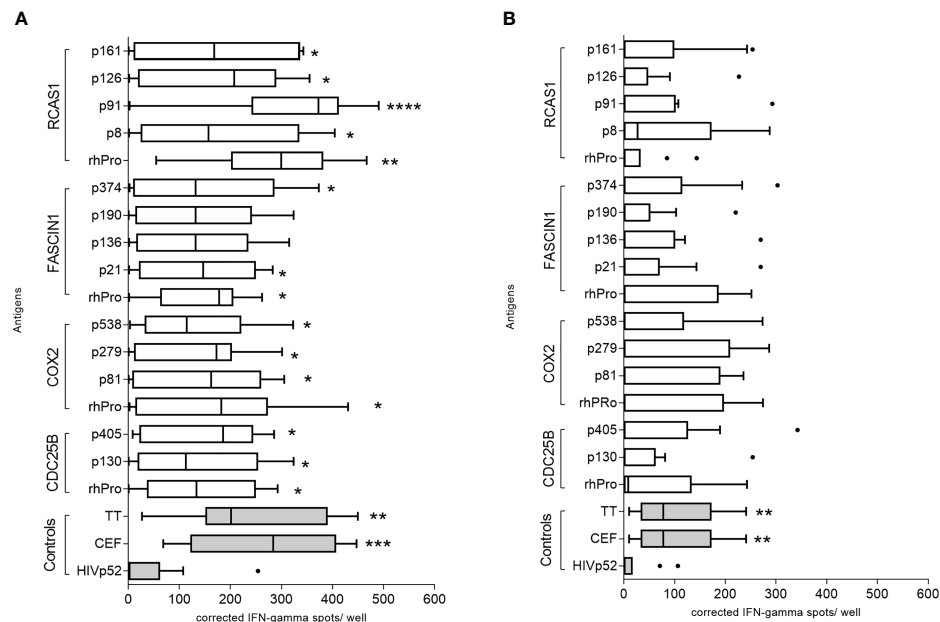 A
Antigens
RCAS1
p161 *
p126 *
p91 ****
p8 *
rhPro **
FASCIN1
p374 *
p190
p136
p21 *
rhPro *
COX2
p538 *
p279 *
p81 *
rhPro *
CDC25B
p405 *
p130 *
rhPro *
Controls
TT **
CEF ***
HIVp52
0 100 200 300 400 500 600
corrected IFN-gamma spots/ well
B
Antigens
RCAS1
p161
p126
p91
p8
rhPro
FASCIN1
p374
p190
p136
p21
rhPro
COX2
p538
p279
p81
rhPRo
CDC25B
p405
p130
rhPro
Controls
TT **
CEF **
HIVp52
0 100 200 300 400 500 600
corrected IFN-gamma spots/ well